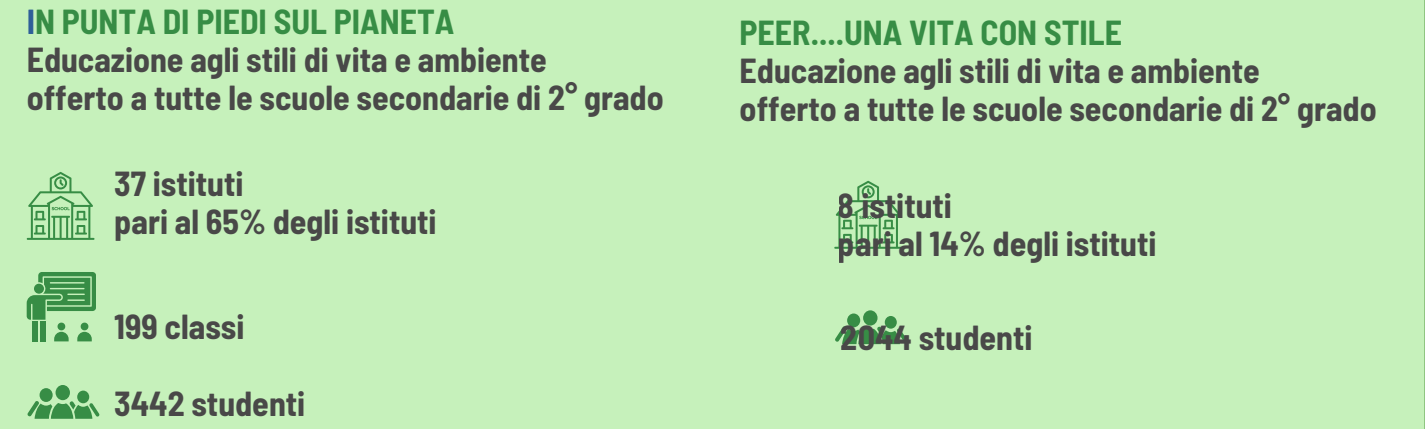 IN PUNTA DI PIEDI SUL PIANETA
Educazione agli stili di vita e ambiente
offerto a tutte le scuole secondarie di 2° grado
37 istituti
pari al 65% degli istituti
199 classi
3442 studenti
PEER....UNA VITA CON STILE
Educazione agli stili di vita e ambiente
offerto a tutte le scuole secondarie di 2° grado
8 istituti
pari al 14% degli istituti
2044 studenti